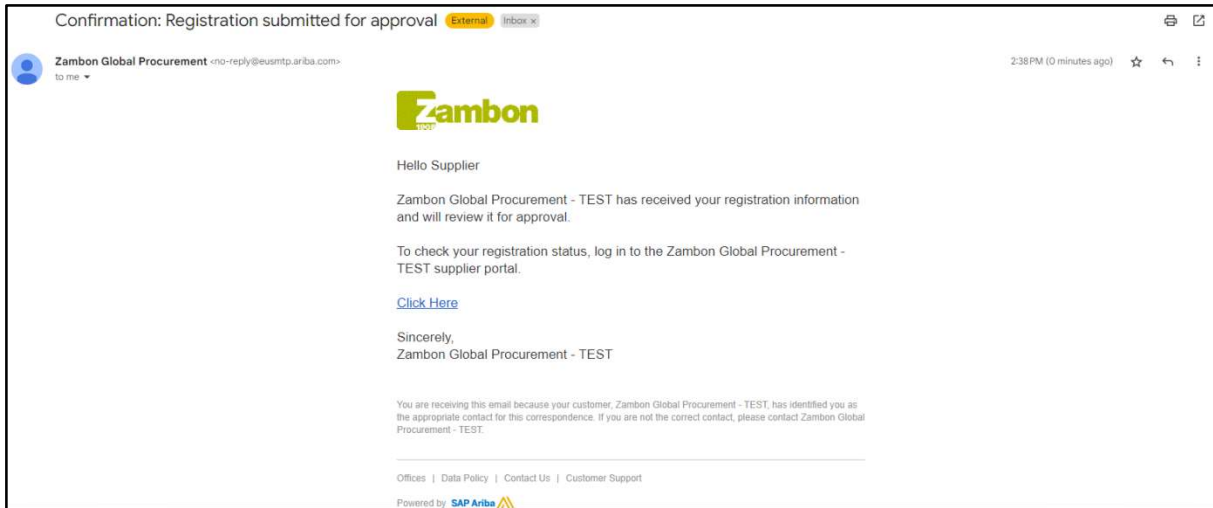 Confirmation: Registration submitted for approval External Inbox x
Zambon Global Procurement <no-reply@eusmtp.ariba.com> 2:38 PM (0 minutes ago)
to me
Zambon
1906
Hello Supplier
Zambon Global Procurement - TEST has received your registration information
and will review it for approval.
To check your registration status, log in to the Zambon Global Procurement -
TEST supplier portal.
Click Here
Sincerely,
Zambon Global Procurement - TEST
You are receiving this email because your customer, Zambon Global Procurement - TEST, has identified you as
the appropriate contact for this correspondence. If you are not the correct contact, please contact Zambon Global
Procurement - TEST.
Offices | Data Policy | Contact Us | Customer Support
Powered by SAP Ariba